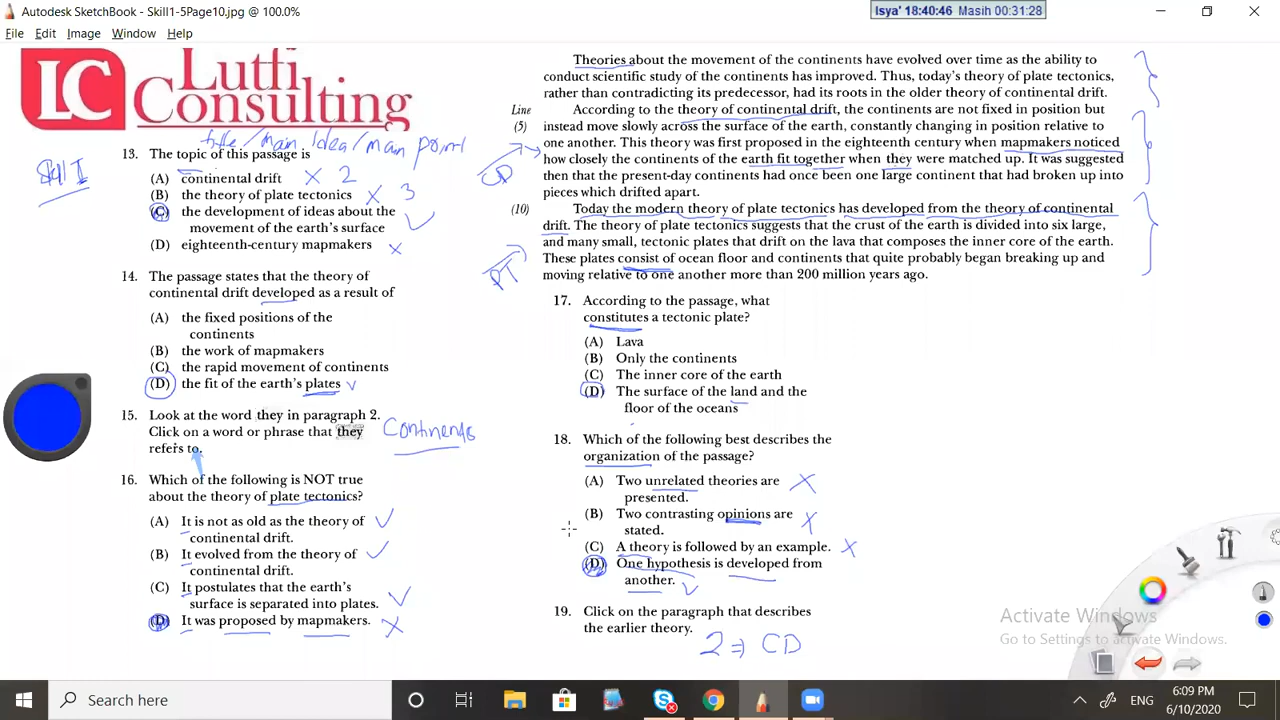 Autodesk SketchBook - Skill1-5Page10.jpg @ 100.0%
Isya' 18:40:46 Masih 00:31:28
File Edit Image Window Help
LC Lutfi
Consulting
title/main Idea/main point
Skill I
13. The topic of this passage is
(A) continental drift X 2
(B) the theory of plate tectonics X 3
(C) the development of ideas about the
movement of the earth's surface
(D) eighteenth-century mapmakers X
14. The passage states that the theory of
continental drift developed as a result of
(A) the fixed positions of the
continents
(B) the work of mapmakers
(C) the rapid movement of continents
(D) the fit of the earth's plates
15. Look at the word they in paragraph 2.
Click on a word or phrase that they
refers to.
Continents
16. Which of the following is NOT true
about the theory of plate tectonics?
(A) It is not as old as the theory of
continental drift.
(B) It evolved from the theory of
continental drift.
(C) It postulates that the earth's
surface is separated into plates.
(D) It was proposed by mapmakers. X
Theories about the movement of the continents have evolved over time as the ability to
conduct scientific study of the continents has improved. Thus, today's theory of plate tectonics,
rather than contradicting its predecessor, had its roots in the older theory of continental drift.
Line According to the theory of continental drift, the continents are not fixed in position but
(5) instead move slowly across the surface of the earth, constantly changing in position relative to
one another. This theory was first proposed in the eighteenth century when mapmakers noticed
how closely the continents of the earth fit together when they were matched up. It was suggested
CD then that the present-day continents had once been one large continent that had broken up into
pieces which drifted apart.
(10) Today the modern theory of plate tectonics has developed from the theory of continental
drift. The theory of plate tectonics suggests that the crust of the earth is divided into six large,
and many small, tectonic plates that drift on the lava that composes the inner core of the earth.
PT These plates consist of ocean floor and continents that quite probably began breaking up and
moving relative to one another more than 200 million years ago.
17. According to the passage, what
constitutes a tectonic plate?
(A) Lava
(B) Only the continents
(C) The inner core of the earth
(D) The surface of the land and the
floor of the oceans
18. Which of the following best describes the
organization of the passage?
(A) Two unrelated theories are X
presented.
(B) Two contrasting opinions are X
stated.
(C) A theory is followed by an example. X
(D) One hypothesis is developed from
another.
19. Click on the paragraph that describes
the earlier theory.
2 => CD
Activate Windows
Go to Settings to activate Windows.
Search here
ENG
6:09 PM
6/10/2020